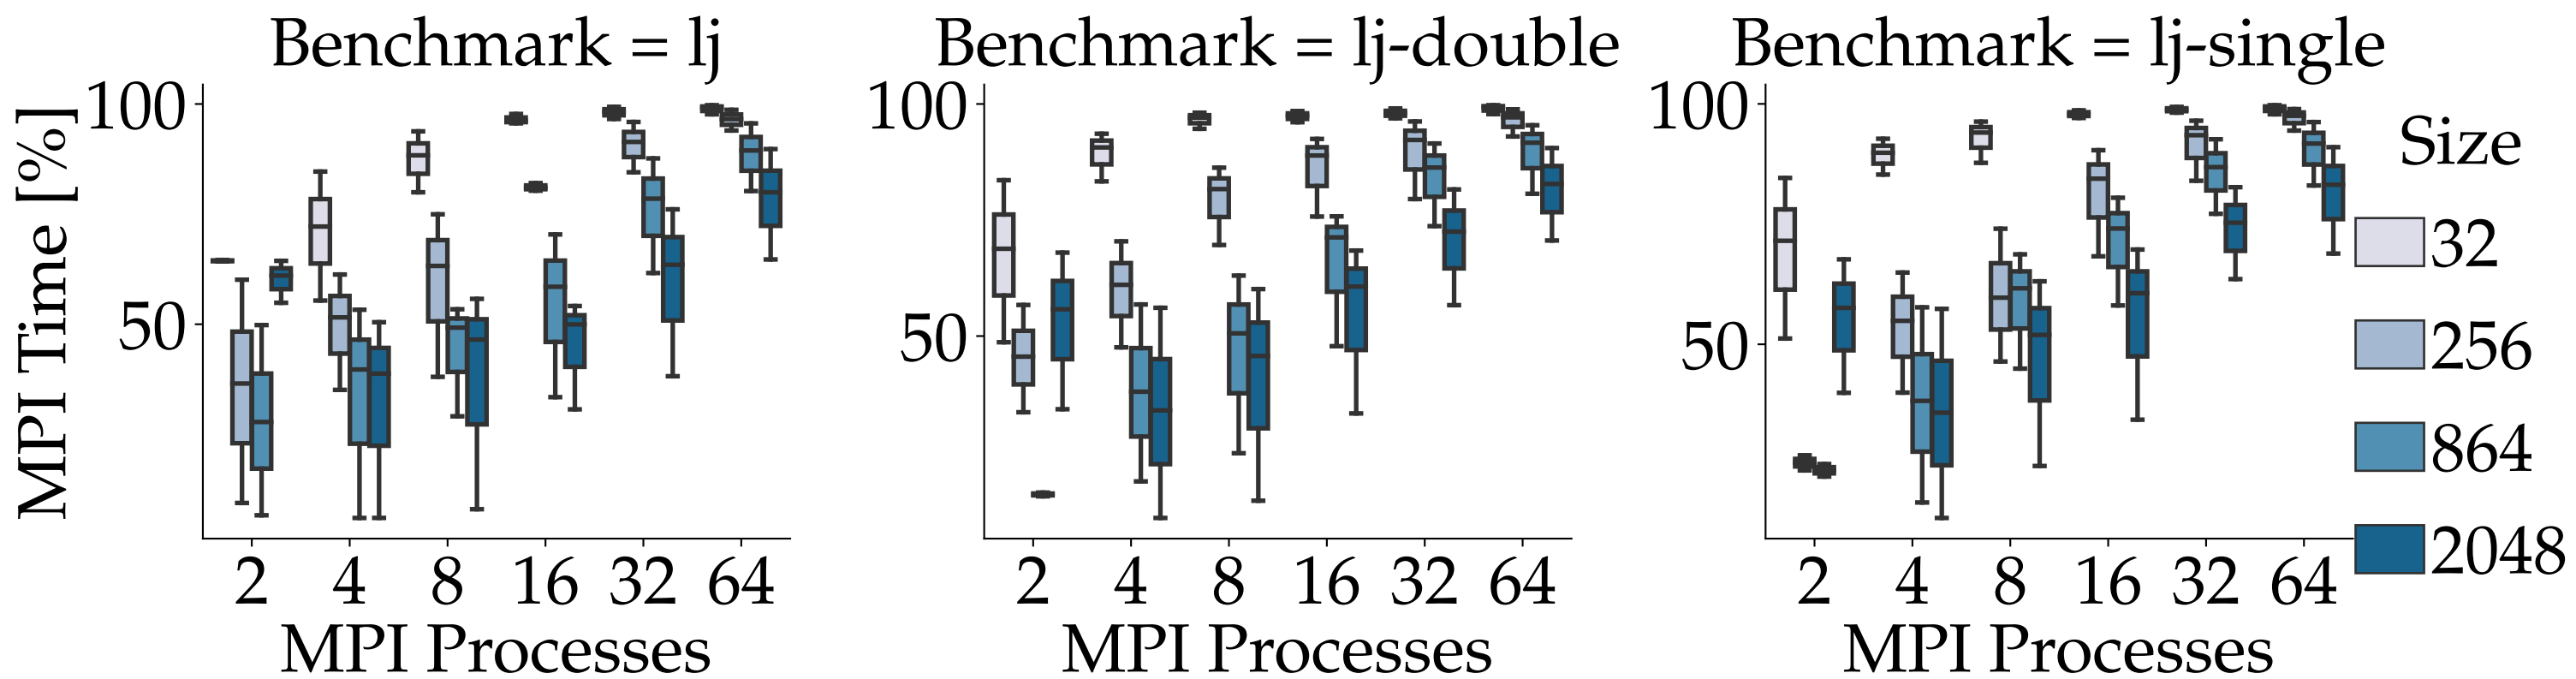 Benchmark = lj
Benchmark = lj-double
Benchmark = lj-single
MPI Time [%]
100
50
2 4 8 16 32 64
MPI Processes
100
50
2 4 8 16 32 64
MPI Processes
100
50
2 4 8 16 32 64
MPI Processes
Size
32
256
864
2048